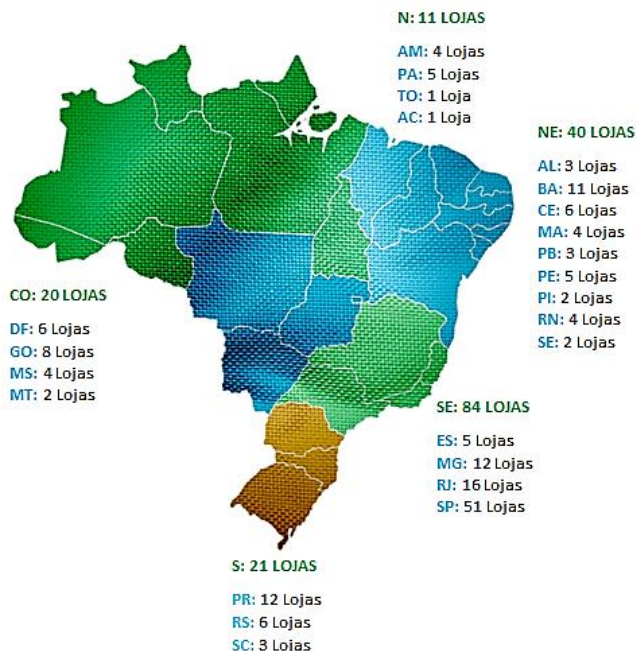 N: 11 LOJAS
AM: 4 Lojas
PA: 5 Lojas
TO: 1 Loja
AC: 1 Loja
NE: 40 LOJAS
AL: 3 Lojas
BA: 11 Lojas
CE: 6 Lojas
MA: 4 Lojas
PB: 3 Lojas
PE: 5 Lojas
PI: 2 Lojas
RN: 4 Lojas
SE: 2 Lojas
CO: 20 LOJAS
DF: 6 Lojas
GO: 8 Lojas
MS: 4 Lojas
MT: 2 Lojas
SE: 84 LOJAS
ES: 5 Lojas
MG: 12 Lojas
RJ: 16 Lojas
SP: 51 Lojas
S: 21 LOJAS
PR: 12 Lojas
RS: 6 Lojas
SC: 3 Lojas